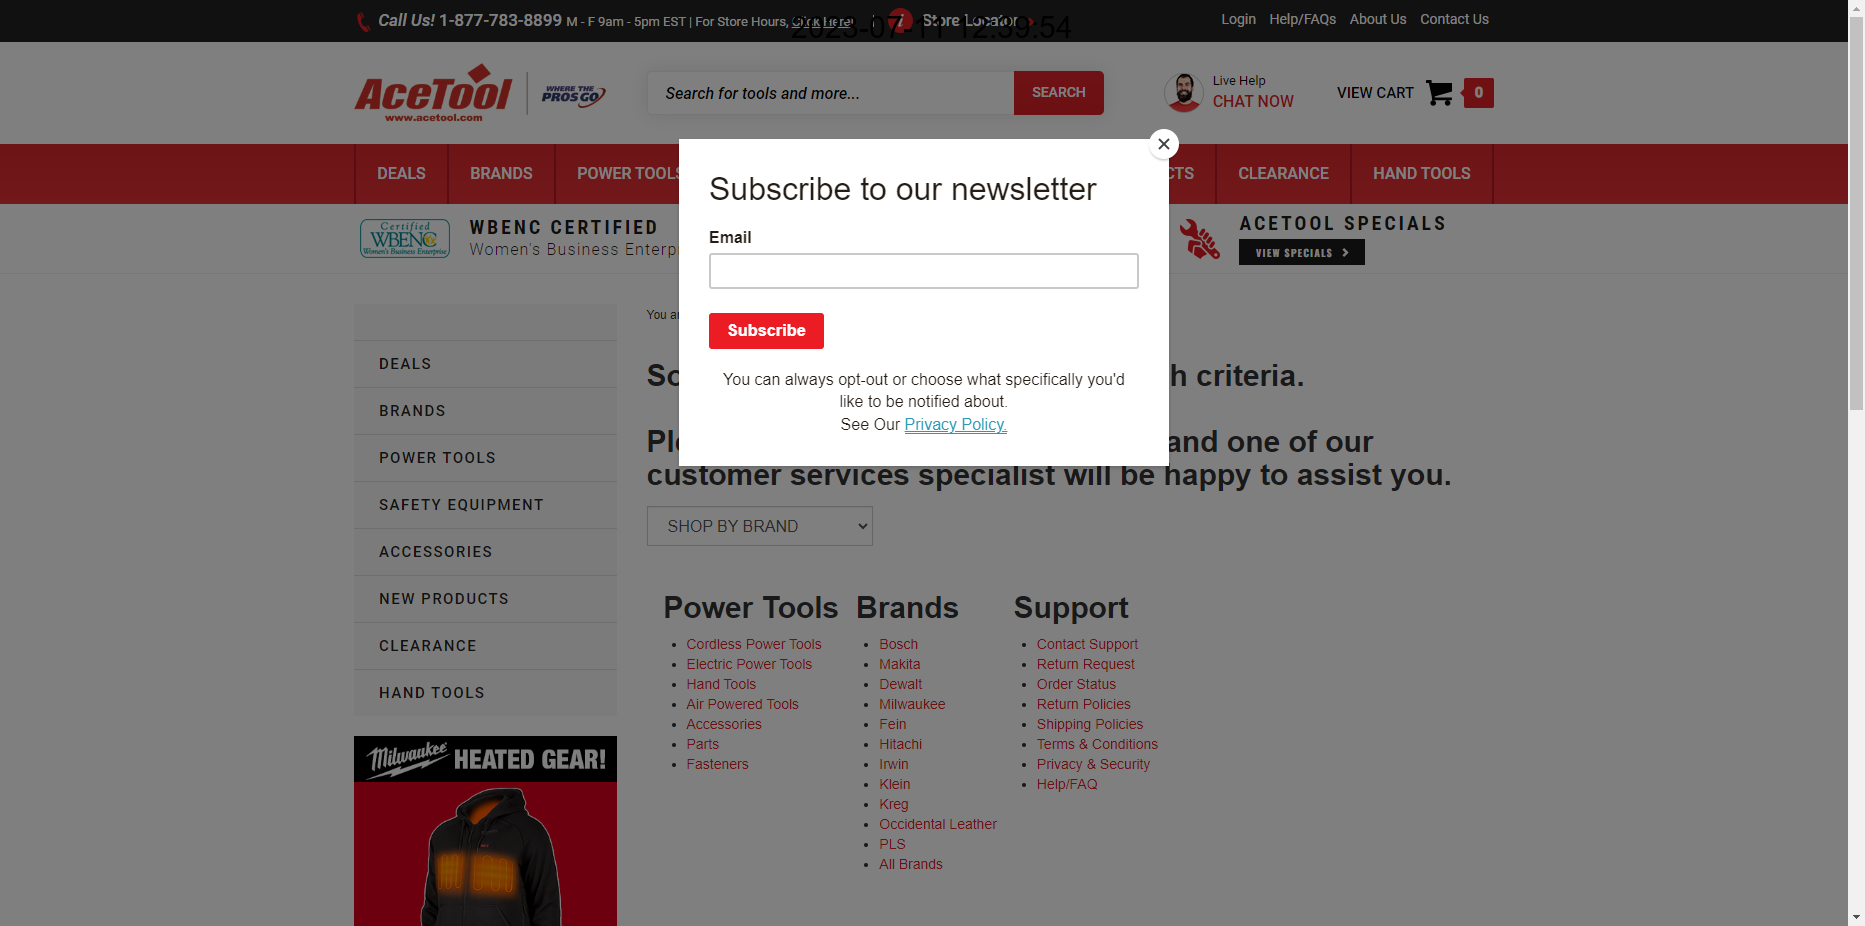 Call Us! 1-877-783-8899 M - F 9am - 5pm EST | For Store Hours, Click Here! | i Store Locator
2023-07-11 12:39:54
Login Help/FAQs About Us Contact Us
AceTool
www.acetool.com
WHERE THE
PROS GO
Search for tools and more...
SEARCH
Live Help
CHAT NOW
VIEW CART
0
DEALS BRANDS POWER TOOLS CTS CLEARANCE HAND TOOLS
Certified
WBENC
Women's Business Enterprise
WBENC CERTIFIED
Women's Business Enterp
ACETOOL SPECIALS
VIEW SPECIALS
Subscribe to our newsletter
Email
Subscribe
You can always opt-out or choose what specifically you'd
like to be notified about.
See Our Privacy Policy.
DEALS
BRANDS
POWER TOOLS
SAFETY EQUIPMENT
ACCESSORIES
NEW PRODUCTS
CLEARANCE
HAND TOOLS
Milwaukee HEATED GEAR!
You ar
So h criteria.
Ple and one of our
customer services specialist will be happy to assist you.
SHOP BY BRAND
Power Tools
Cordless Power Tools
Electric Power Tools
Hand Tools
Air Powered Tools
Accessories
Parts
Fasteners
Brands
Bosch
Makita
Dewalt
Milwaukee
Fein
Hitachi
Irwin
Klein
Kreg
Occidental Leather
PLS
All Brands
Support
Contact Support
Return Request
Order Status
Return Policies
Shipping Policies
Terms & Conditions
Privacy & Security
Help/FAQ